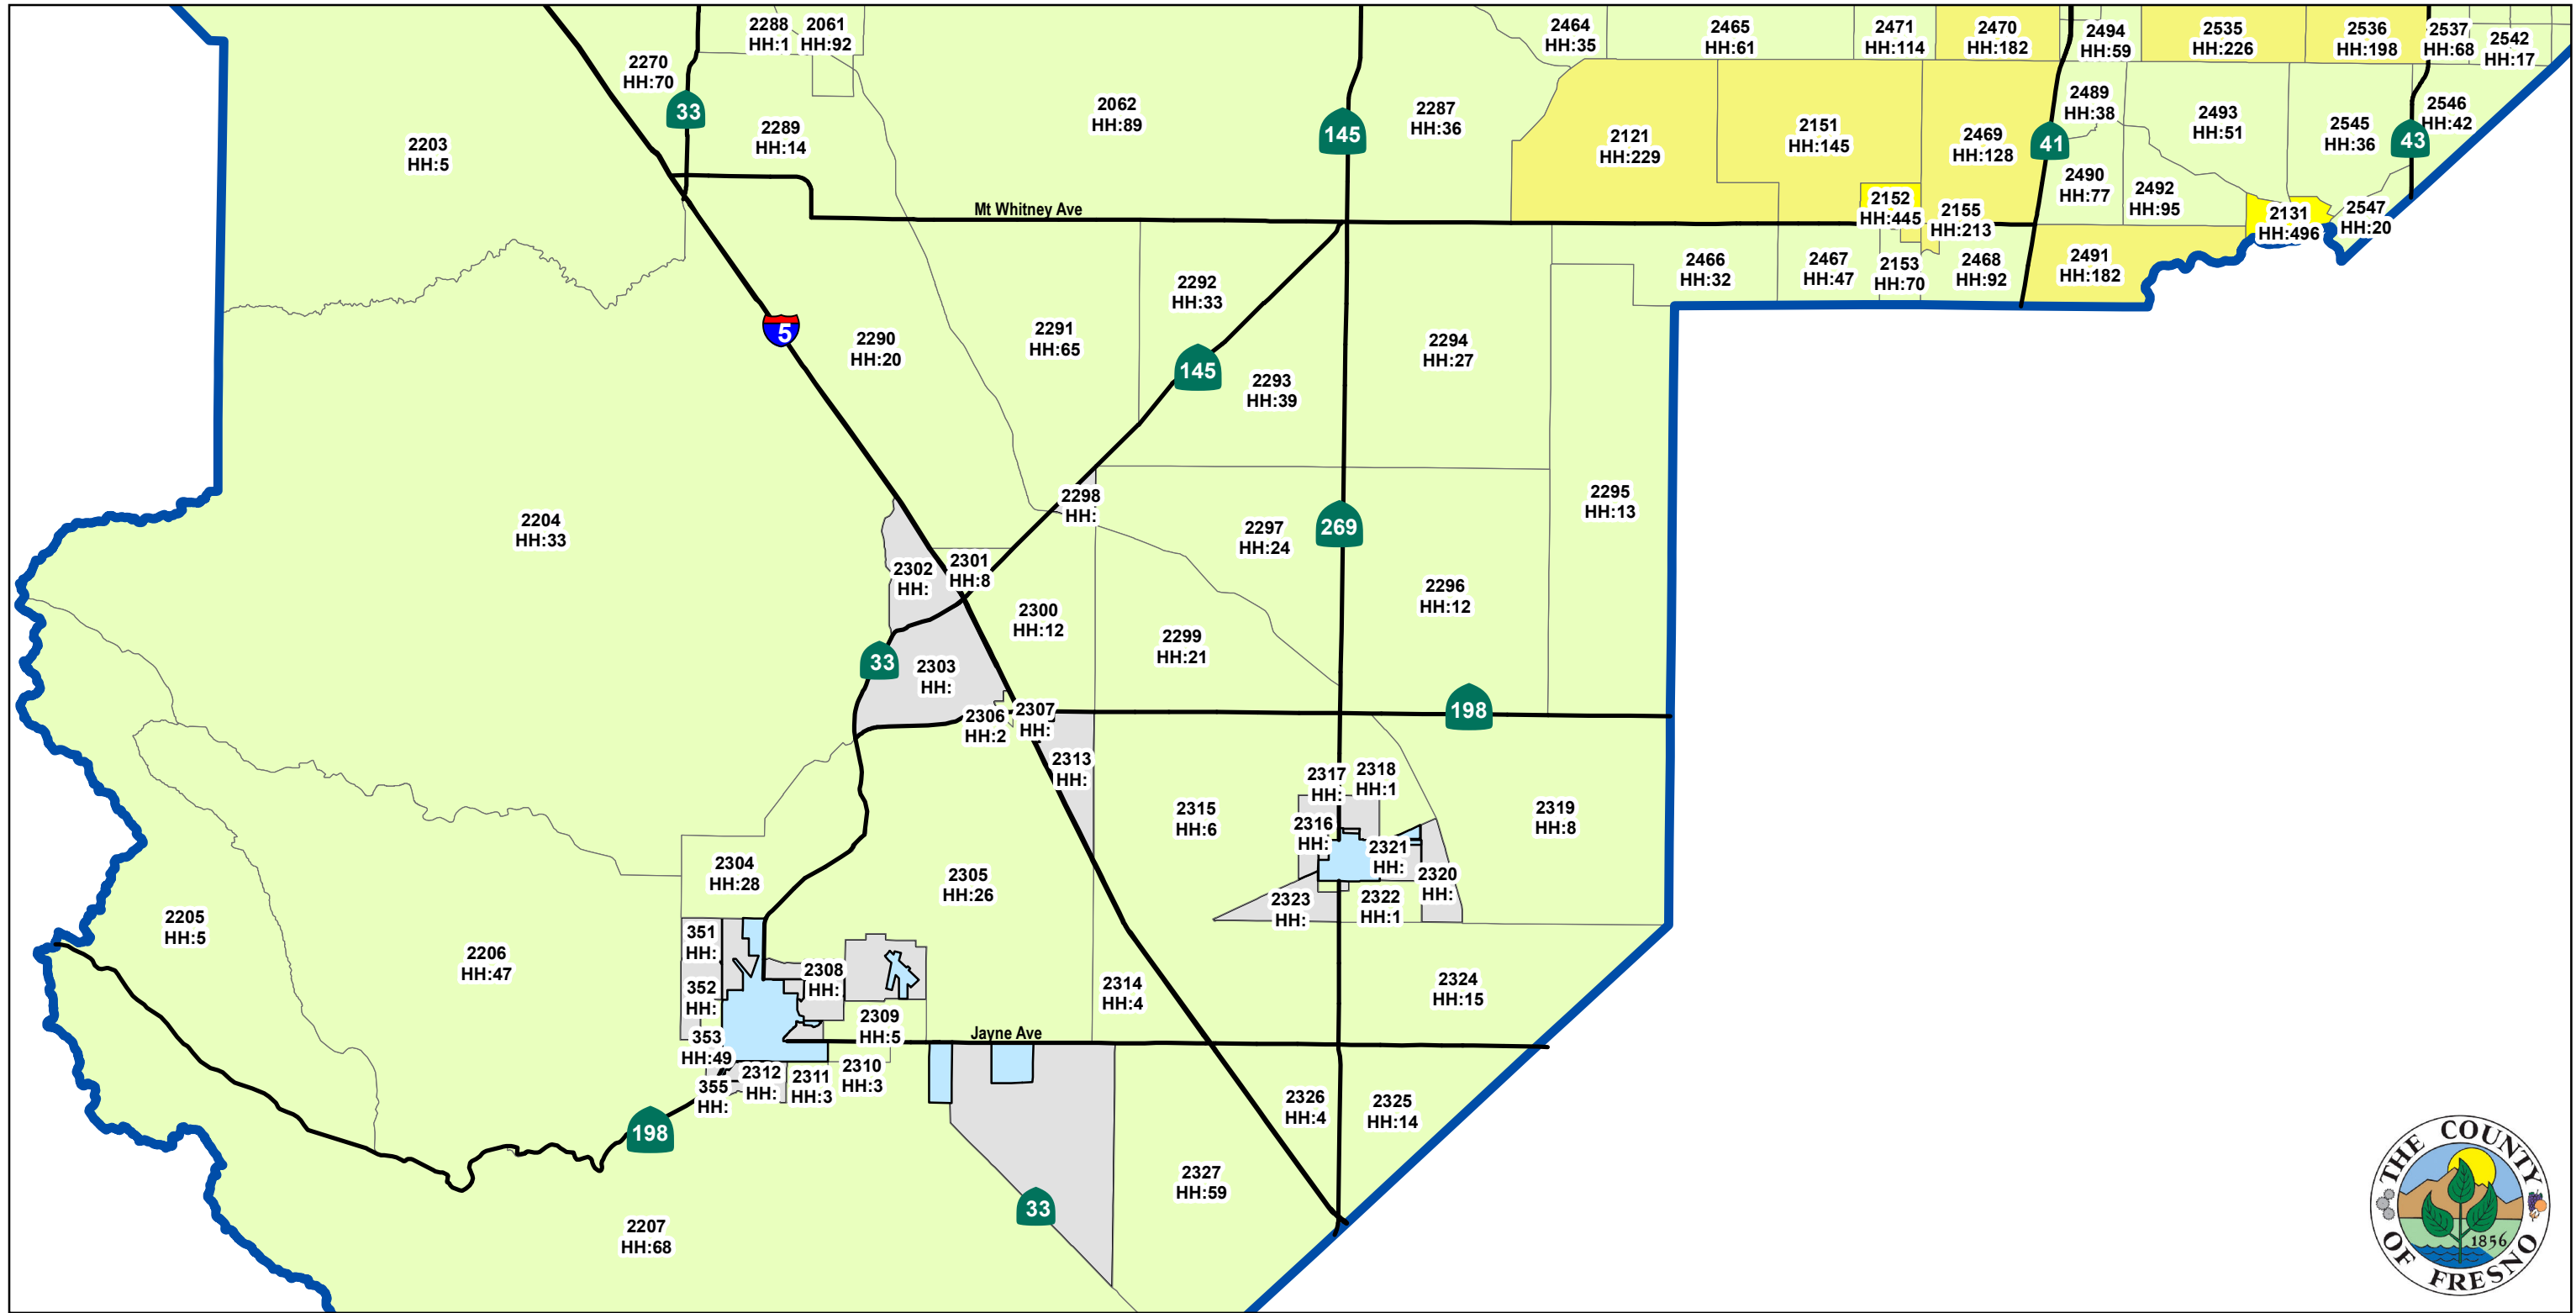 2288
HH:1
2061
HH:92
2464
HH:35
2465
HH:61
2471
HH:114
2470
HH:182
2494
HH:59
2535
HH:226
2536
HH:198
2537
HH:68
2542
HH:17
2270
HH:70
33
2289
HH:14
2203
HH:5
2062
HH:89
145
2287
HH:36
2121
HH:229
2151
HH:145
2469
HH:128
41
2489
HH:38
2493
HH:51
2545
HH:36
43
2546
HH:42
2490
HH:77
2492
HH:95
Mt Whitney Ave
2152
HH:445
2155
HH:213
2131
HH:496
2547
HH:20
2466
HH:32
2467
HH:47
2153
HH:70
2468
HH:92
2491
HH:182
2292
HH:33
5
2290
HH:20
2291
HH:65
145
2293
HH:39
2294
HH:27
2204
HH:33
2298
HH:
2297
HH:24
269
2295
HH:13
2302
HH:
2301
HH:8
2300
HH:12
2296
HH:12
33
2303
HH:
2299
HH:21
2306
HH:2
2307
HH:
198
2313
HH:
2317
HH:
2318
HH:1
2315
HH:6
2316
HH:
2319
HH:8
2321
HH:
2320
HH:
2304
HH:28
2305
HH:26
2323
HH:
2322
HH:1
2205
HH:5
2206
HH:47
351
HH:
2308
HH:
352
HH:
2314
HH:4
2324
HH:15
2309
HH:5
Jayne Ave
353
HH:49
2312
HH:
2311
HH:3
2310
HH:3
355
HH:
198
2326
HH:4
2325
HH:14
2327
HH:59
33
2207
HH:68
THE COUNTY
OF FRESNO
1856